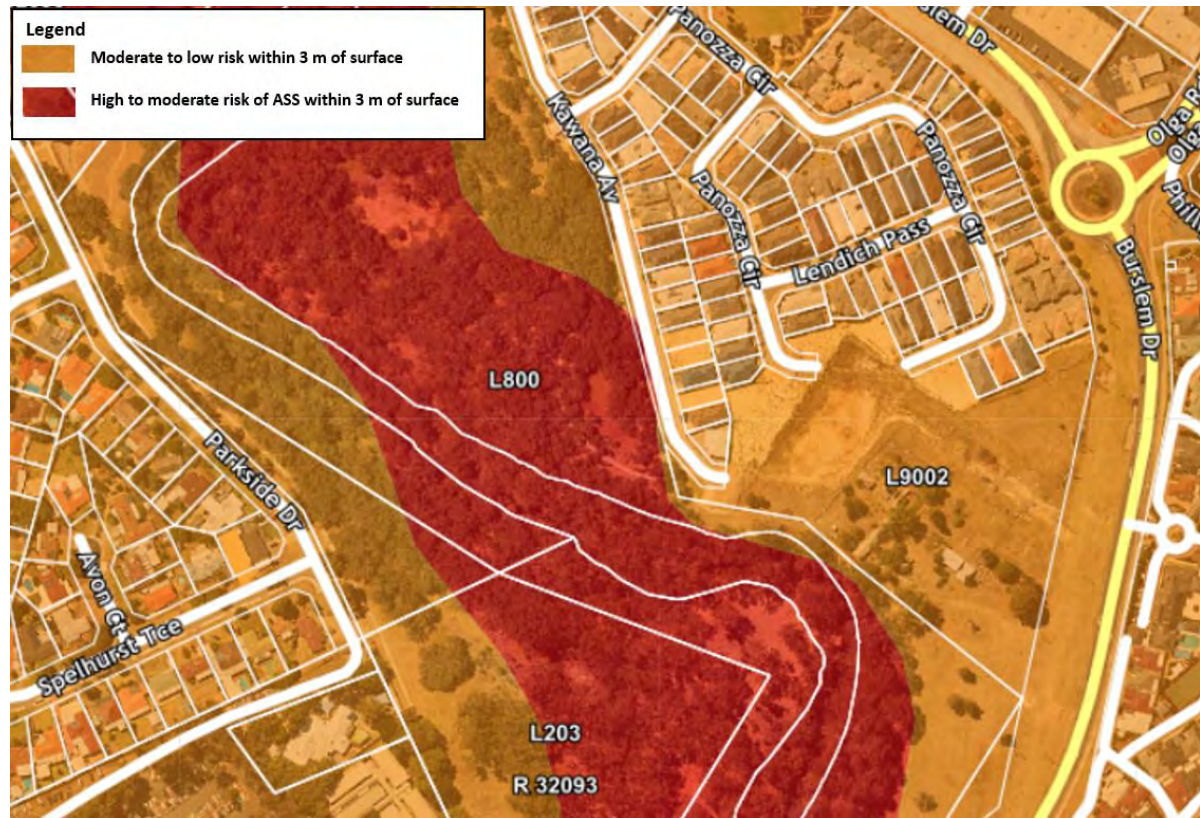 Legend
Moderate to low risk within 3 m of surface
High to moderate risk of ASS within 3 m of surface
Panozza Cir
Burslem Dr
Kawana Av
Panozza Cir
Panozza Cir
Lendich Pass
L800
Parkside Dr
L9002
Avon Ct
Spelhurst Tce
L203
R 32093